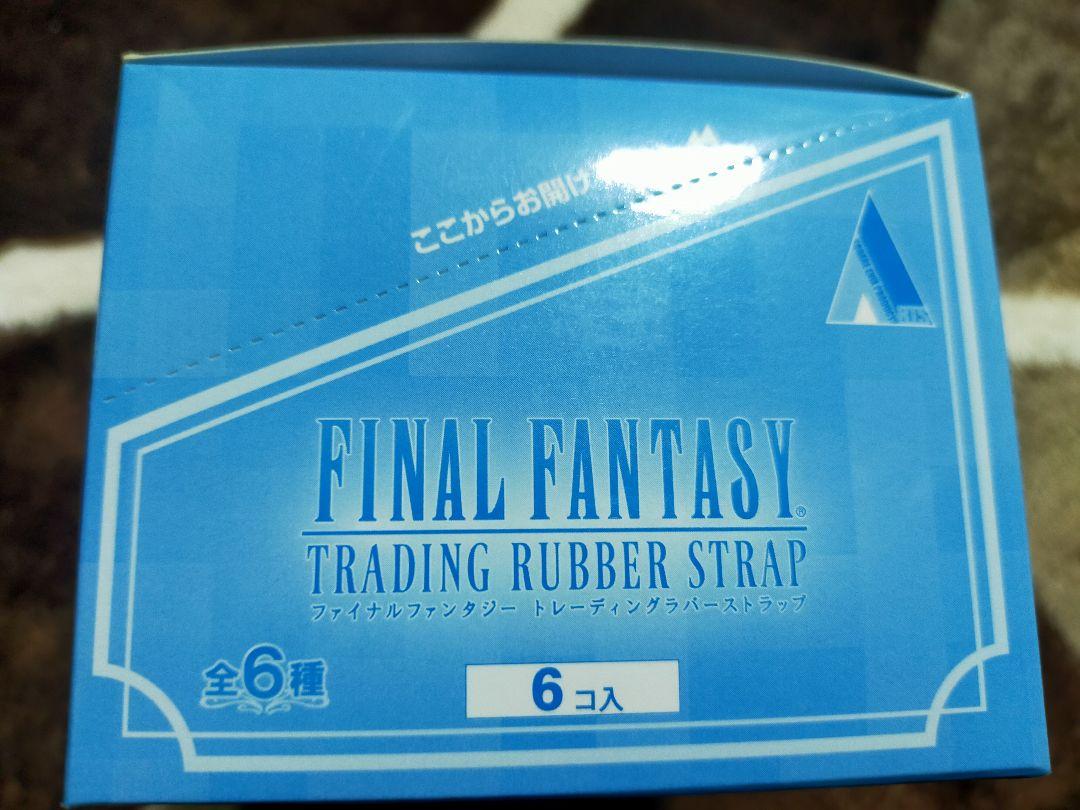 ここからお開け
FINAL FANTASY®
TRADING RUBBER STRAP
ファイナルファンタジー トレーディングラバーストラップ
全6種
6コ入